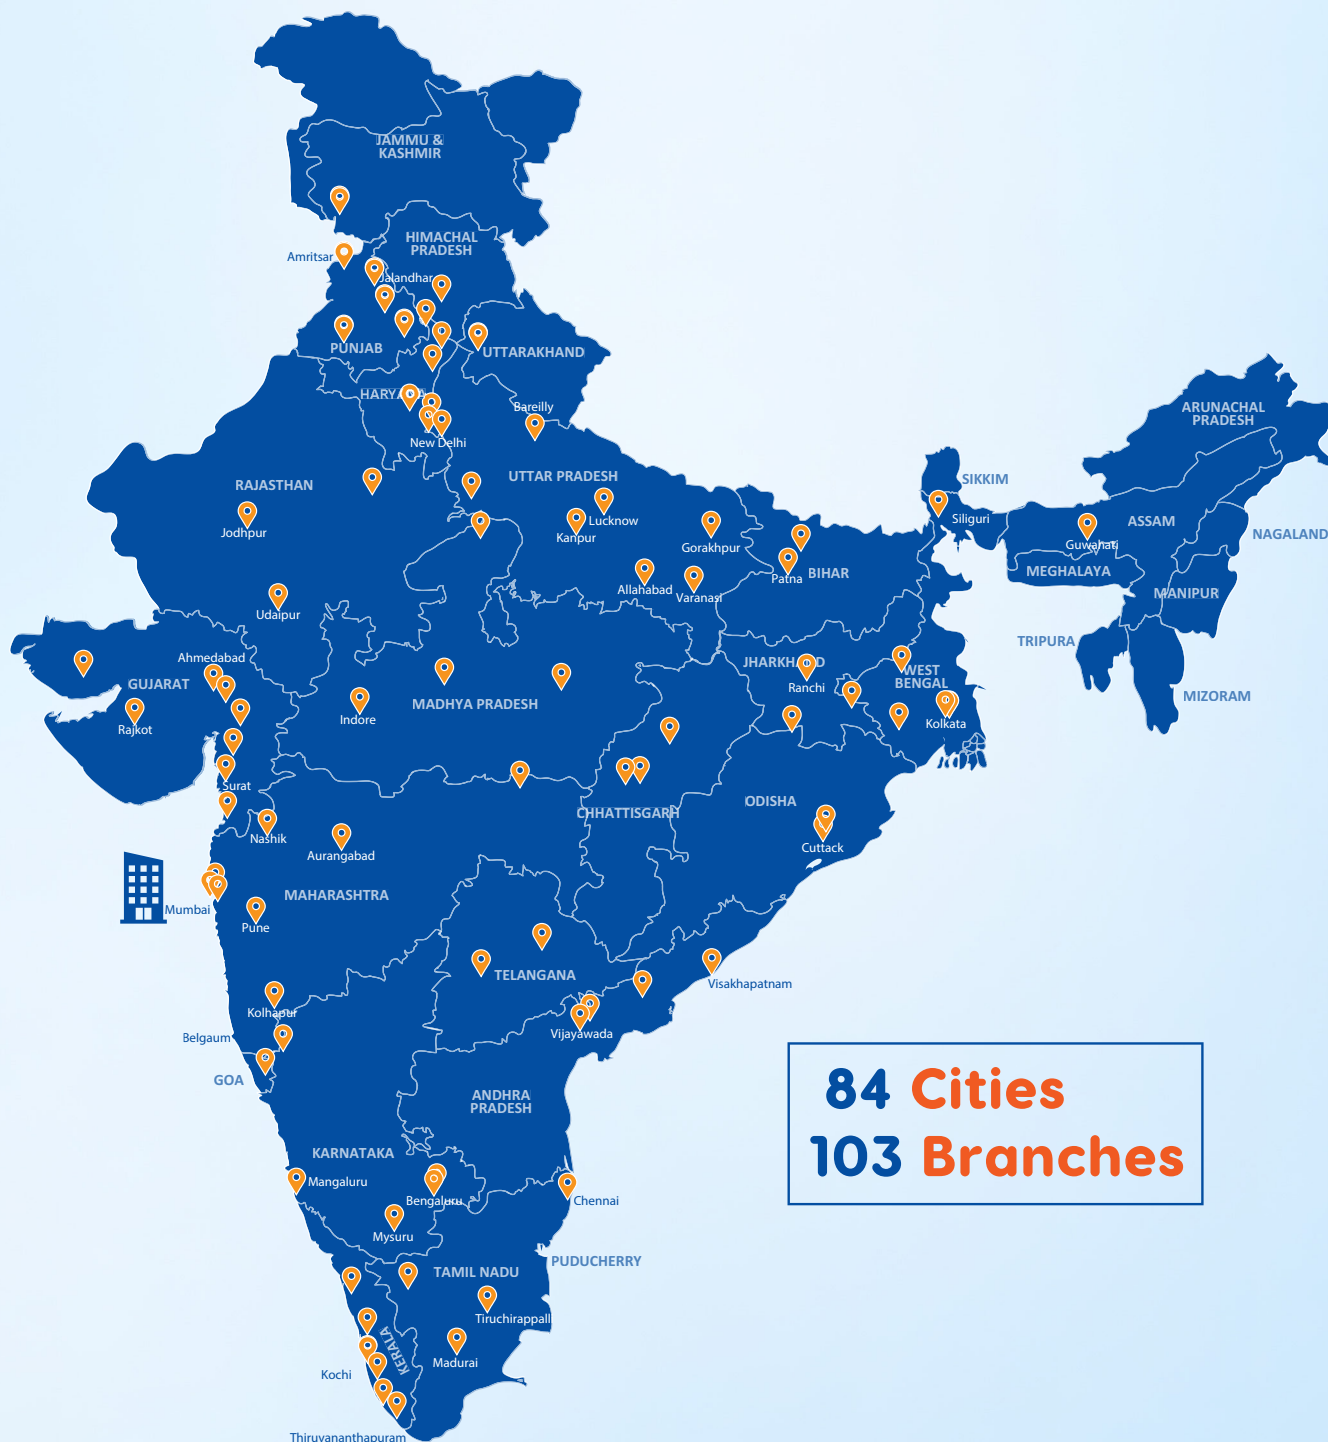 JAMMU &
KASHMIR
HIMACHAL
PRADESH
Amritsar
Jalandhar
PUNJAB
UTTARAKHAND
HARYANA
Bareilly
New Delhi
ARUNACHAL
PRADESH
RAJASTHAN
UTTAR PRADESH
SIKKIM
Jodhpur
Lucknow
Kanpur
Gorakhpur
Siliguri
ASSAM
Guwahati
NAGALAND
Patna
BIHAR
MEGHALAYA
Allahabad
Varanasi
MANIPUR
Udaipur
TRIPURA
Ahmedabad
GUJARAT
JHARKHAND
WEST
BENGAL
Ranchi
MIZORAM
Rajkot
Indore
MADHYA PRADESH
Kolkata
Surat
Nashik
CHHATTISGARH
ODISHA
Aurangabad
Cuttack
MAHARASHTRA
Mumbai
Pune
TELANGANA
Visakhapatnam
Kolhapur
Belgaum
Vijayawada
GOA
ANDHRA
PRADESH
84 Cities
103 Branches
KARNATAKA
Mangaluru
Bengaluru
Chennai
Mysuru
PUDUCHERRY
TAMIL NADU
Tiruchirappall
KERALA
Madurai
Kochi
Thiruvananthapuram